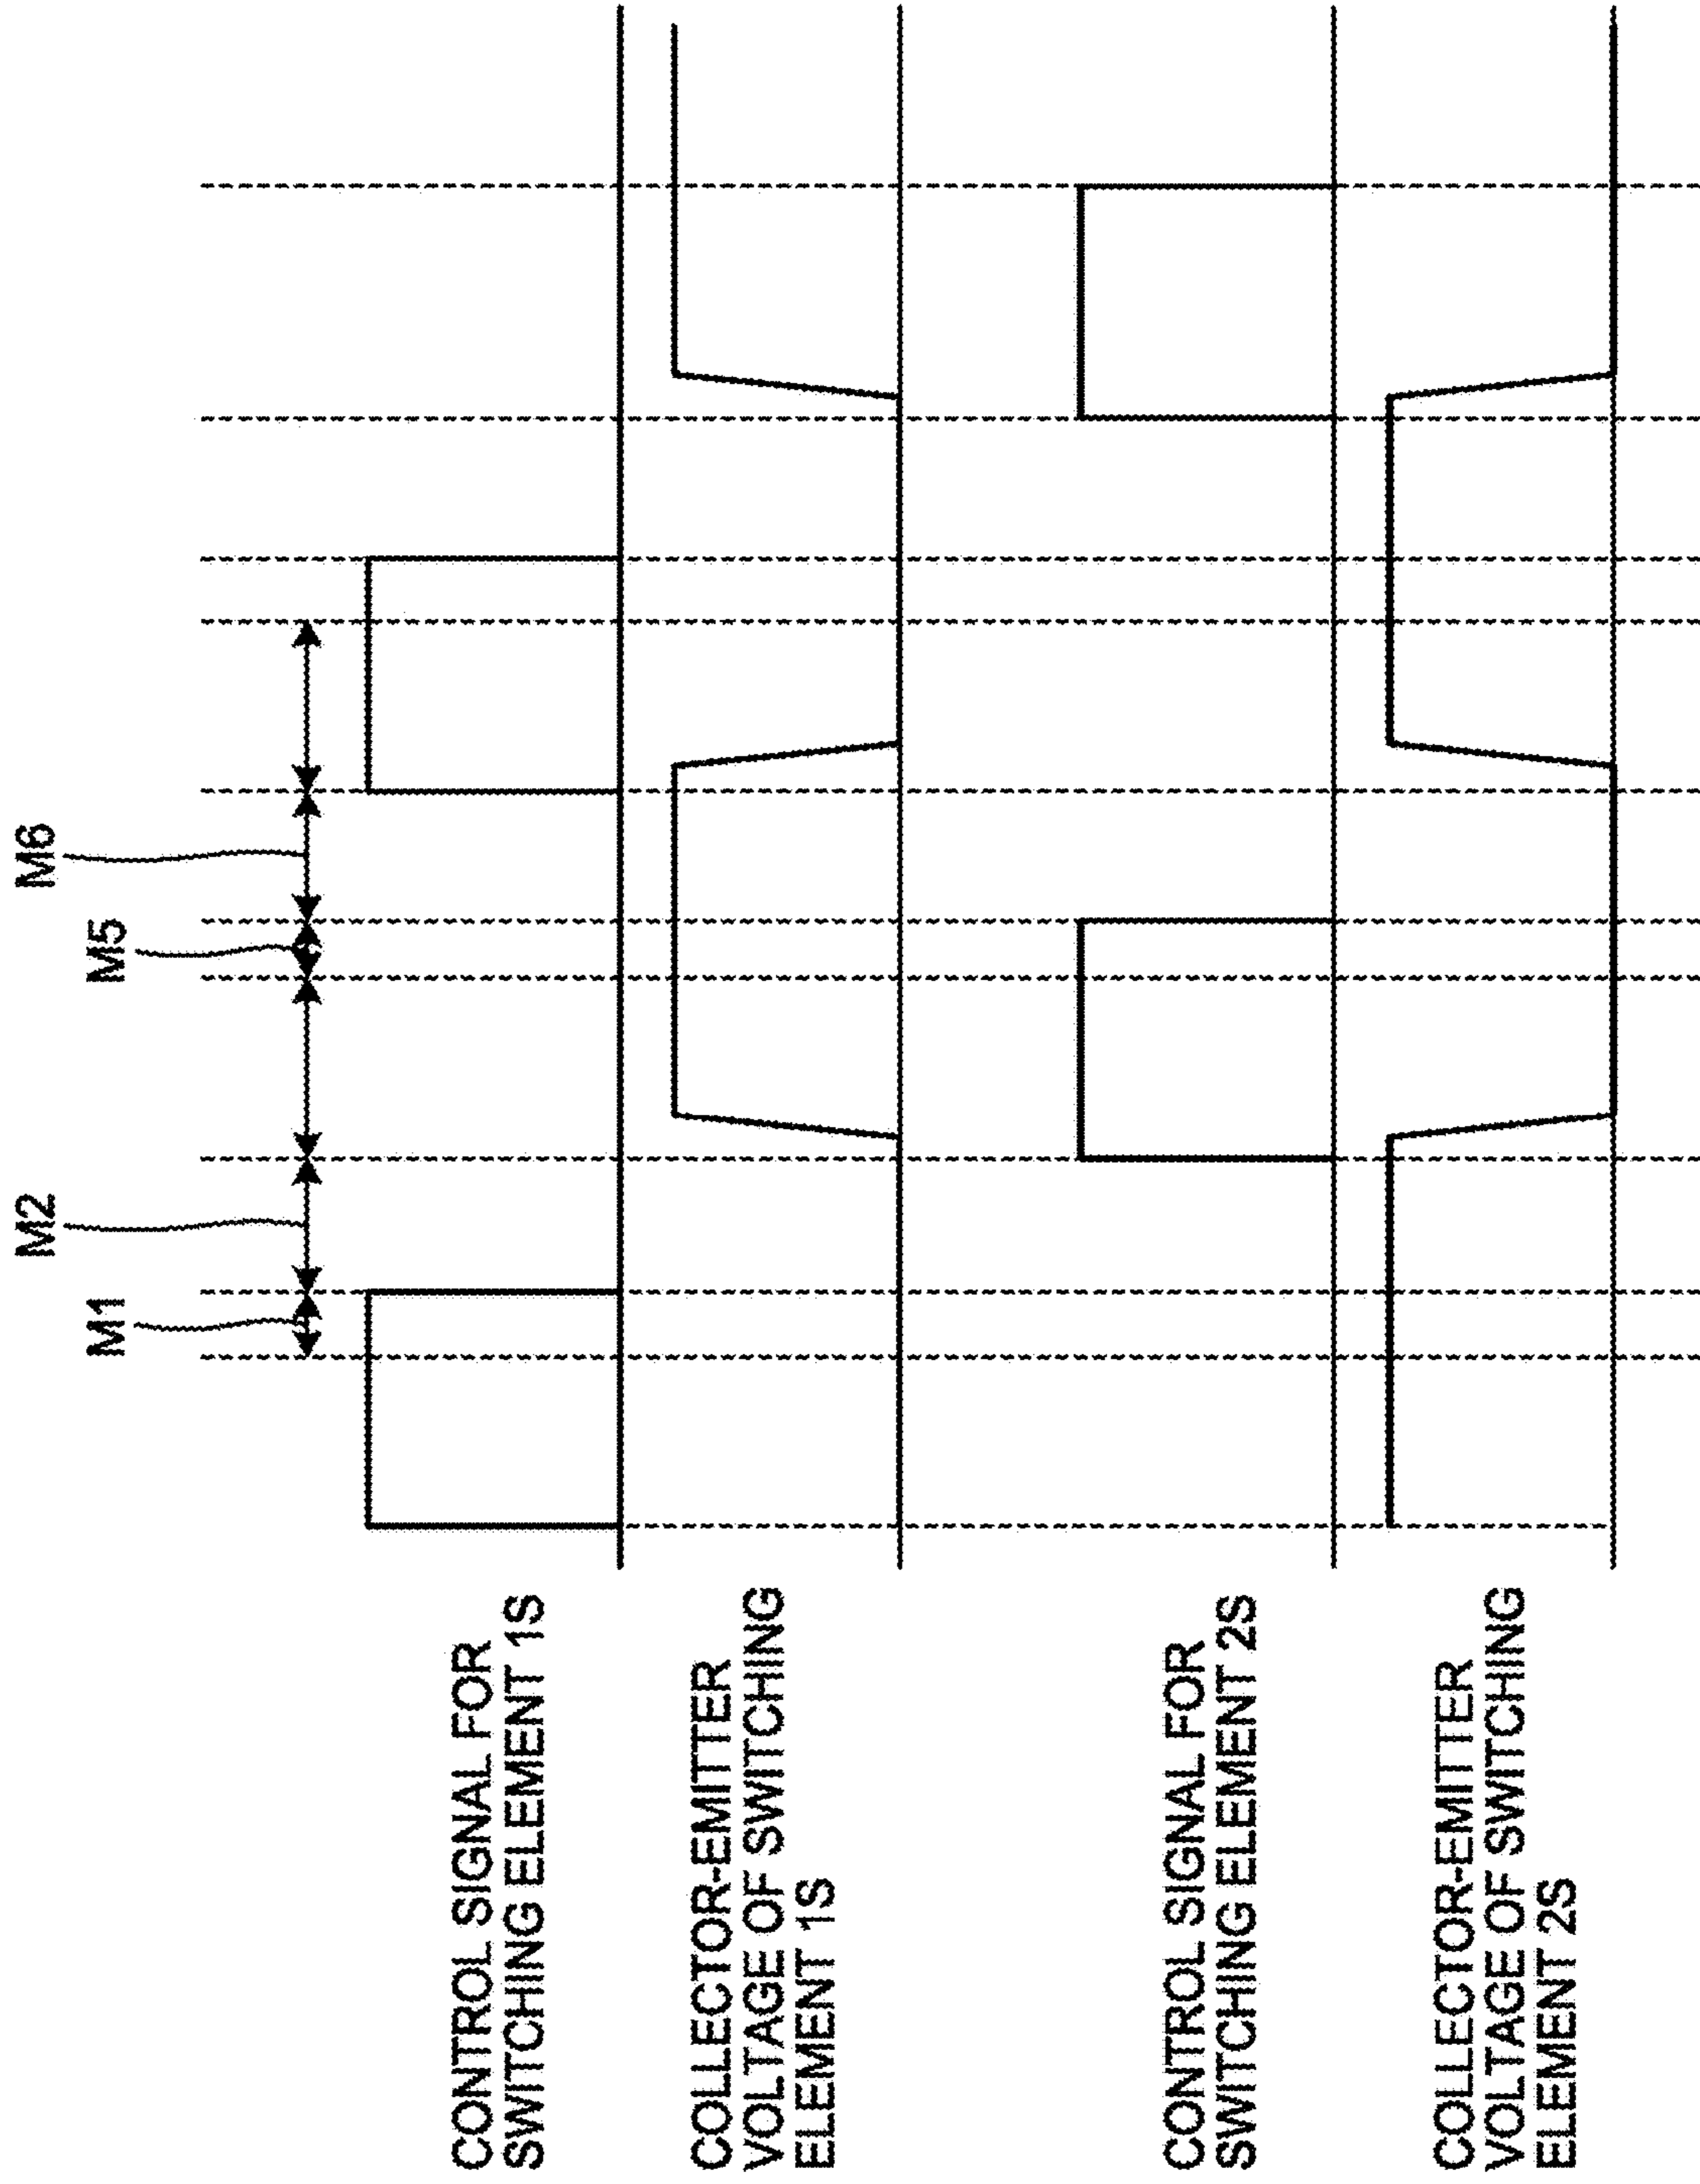 M1
M2
M5
M6
CONTROL SIGNAL FOR
SWITCHING ELEMENT 1S
COLLECTOR-EMITTER
VOLTAGE OF SWITCHING
ELEMENT 1S
CONTROL SIGNAL FOR
SWITCHING ELEMENT 2S
COLLECTOR-EMITTER
VOLTAGE OF SWITCHING
ELEMENT 2S